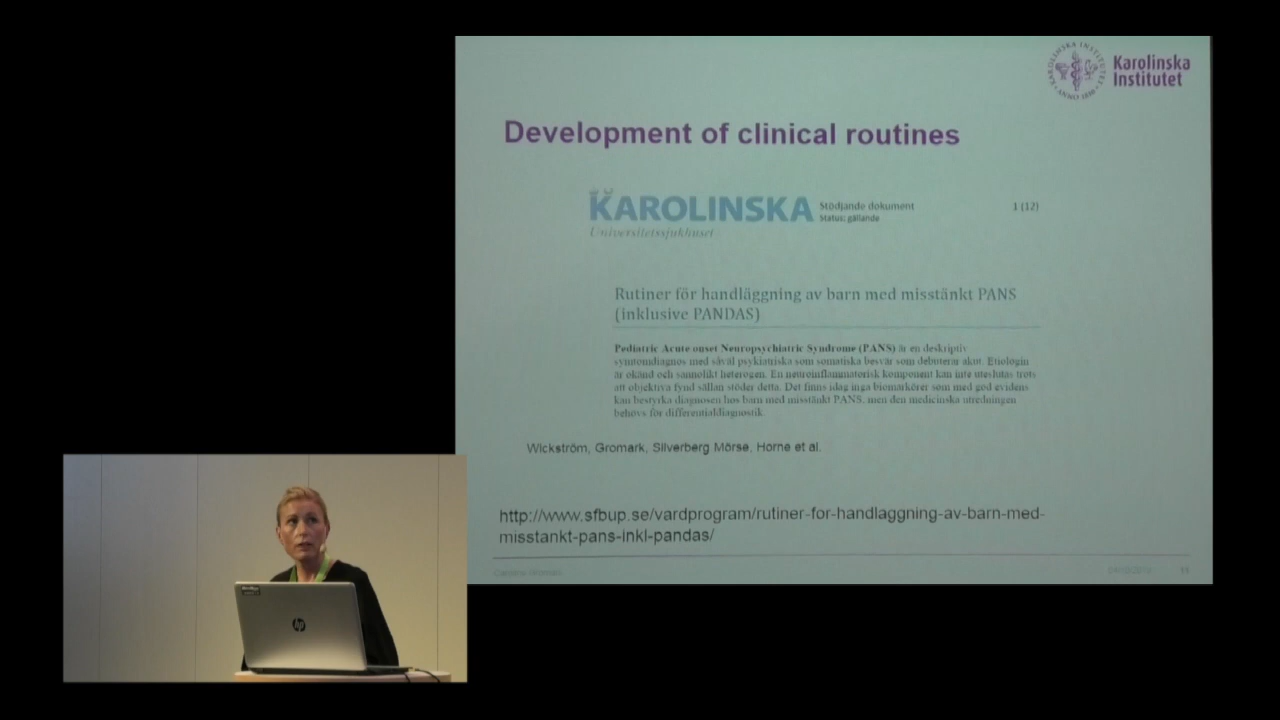 Karolinska
Institutet
Development of clinical routines
KAROLINSKA
Universitetssjukhuset
Stödjande dokument
Status: gällande
1 (12)
Rutiner för handläggning av barn med misstänkt PANS
(inklusive PANDAS)
Pediatric Acute onset Neuropsychiatric Syndrome (PANS) är en deskriptiv
symtomdiagnos med såväl psykiatriska som somatiska besvär som debuterar akut. Etiologin
är okänd och sannolikt heterogen. En neuroinflammatorisk komponent kan inte uteslutas trots
att objektiva fynd sällan stöder detta. Det finns idag inga biomarkörer som med god evidens
kan bestyrka diagnosen hos barn med misstänkt PANS, men den medicinska utredningen
behövs för differentialdiagnostik.
Wickström, Gromark, Silverberg Mörse, Horne et al.
http://www.sfbup.se/vardprogram/rutiner-for-handlaggning-av-barn-med-
misstankt-pans-inkl-pandas/
11
hp